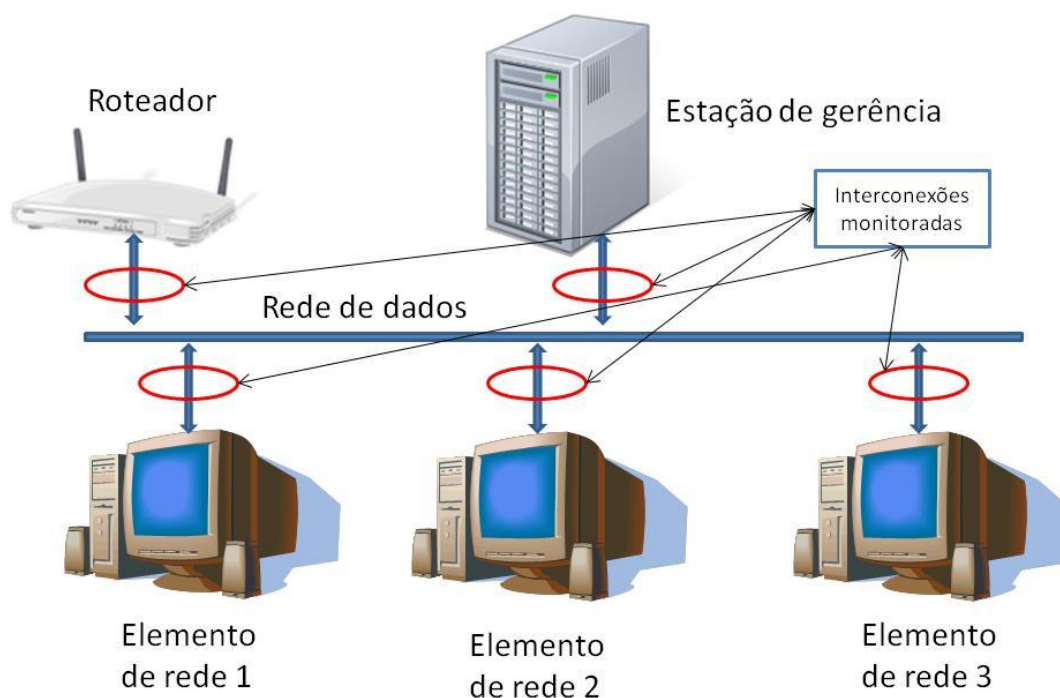 Roteador
Estação de gerência
Interconexões
monitoradas
Rede de dados
Elemento
de rede 1
Elemento
de rede 2
Elemento
de rede 3